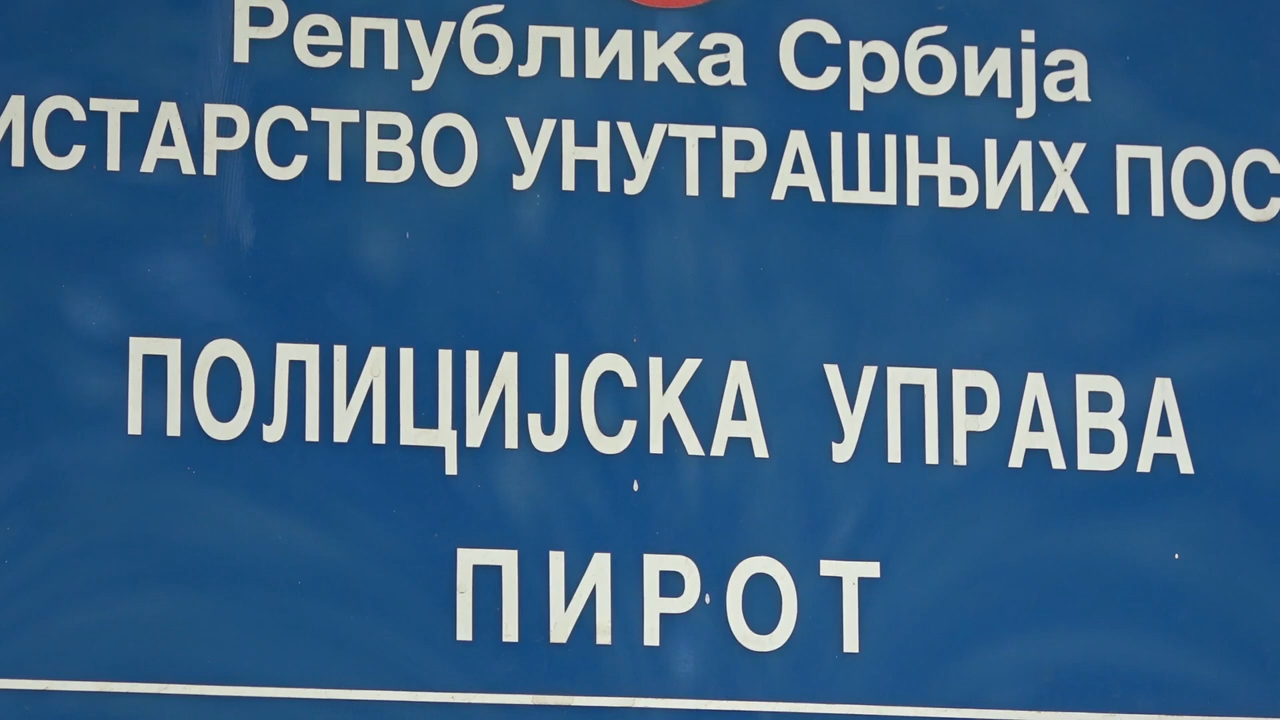 Република Србија
ИСТАРСТВО УНУТРАШЊИХ ПОС
ПОЛИЦИЈСКА УПРАВА
ПИРОТ